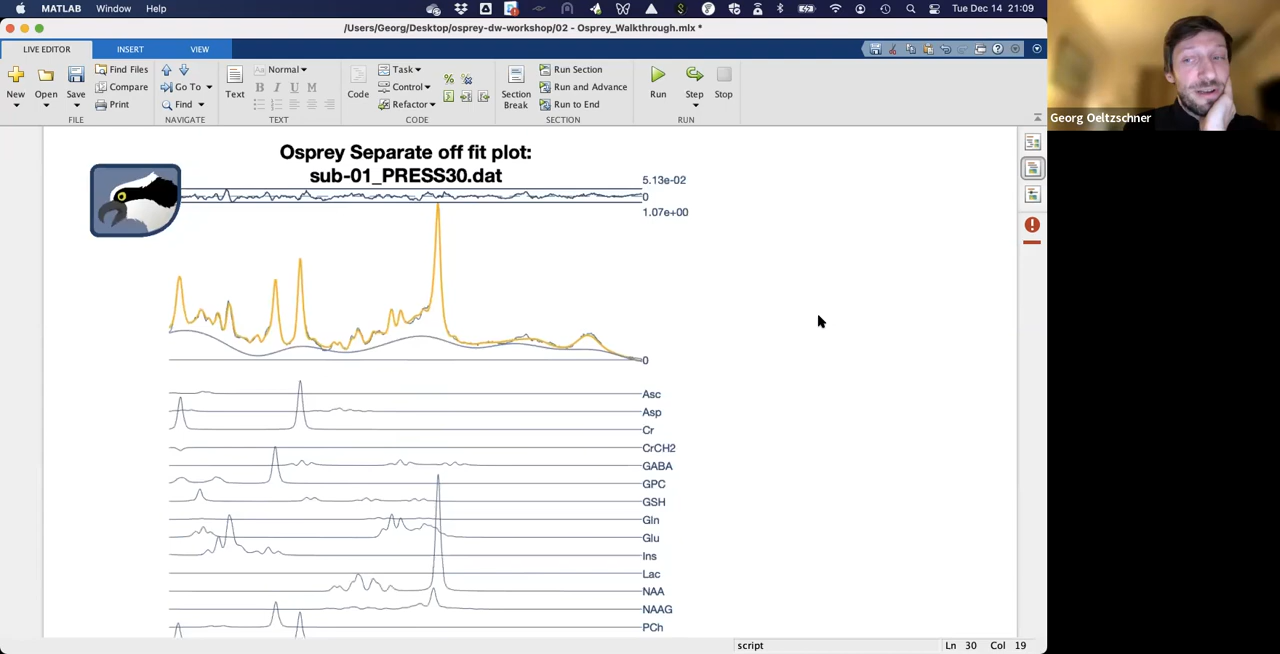 MATLAB Window Help
Tue Dec 14 21:09
/Users/Georg/Desktop/osprey-dw-workshop/02 - Osprey_Walkthrough.mlx *
LIVE EDITOR INSERT VIEW
New Open Save Find Files Compare Print
FILE
Go To Find
NAVIGATE
Text Aa Normal
B I U M
TEXT
Code Task Control Refactor
CODE
Section Break
Run Section
Run and Advance
Run to End
SECTION
Run Step Stop
RUN
Georg Oeltzschner
Osprey Separate off fit plot:
sub-01_PRESS30.dat
5.13e-02
0
1.07e+00
0
Asc
Asp
Cr
CrCH2
GABA
GPC
GSH
Gln
Glu
Ins
Lac
NAA
NAAG
PCh
script Ln 30 Col 19